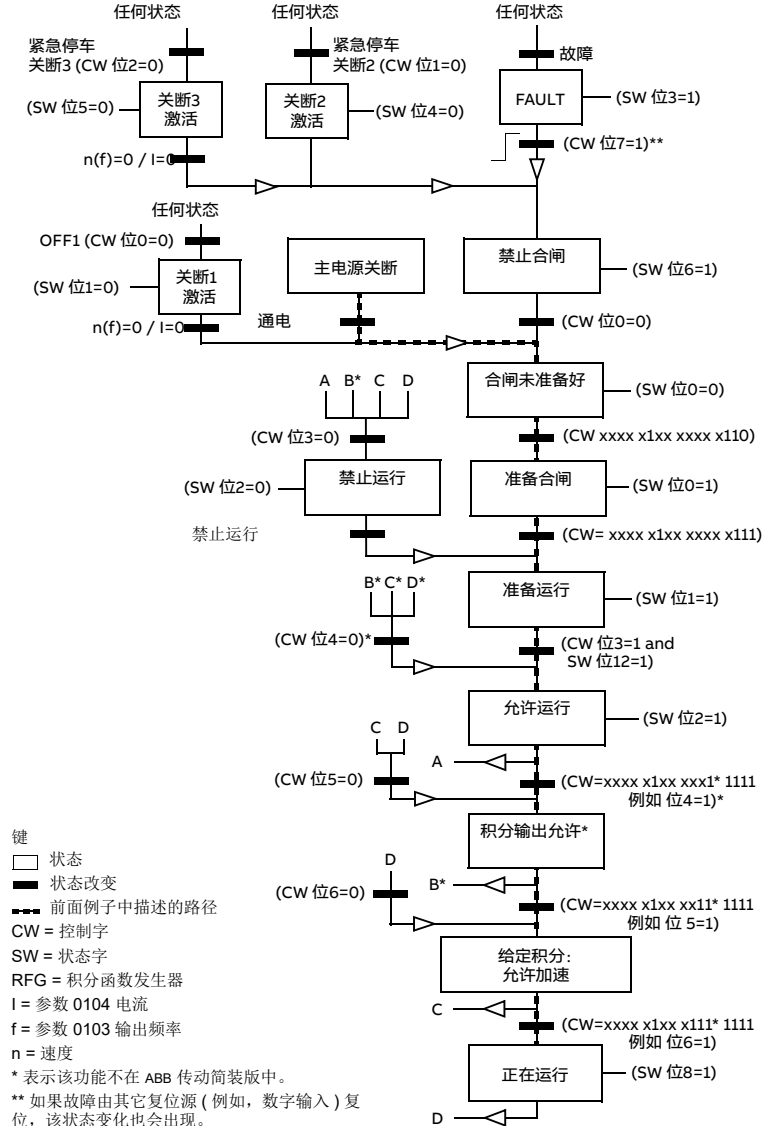 任何状态
任何状态
任何状态
紧急停车
关断3 (CW 位2=0)
紧急停车
关断2 (CW 位1=0)
故障
(SW 位5=0)
关断3
激活
关断2
激活
(SW 位4=0)
FAULT
(SW 位3=1)
n(f)=0 / I=0
(CW 位7=1)**
任何状态
OFF1 (CW 位0=0)
(SW 位1=0)
关断1
激活
主电源关断
禁止合闸
(SW 位6=1)
n(f)=0 / I=0
通电
(CW 位0=0)
A B* C D
合闸未准备好
(SW 位0=0)
(CW 位3=0)
(CW xxxx x1xx xxxx x110)
(SW 位2=0)
禁止运行
准备合闸
(SW 位0=1)
禁止运行
(CW= xxxx x1xx xxxx x111)
B* C* D*
准备运行
(SW 位1=1)
(CW 位4=0)*
(CW 位3=1 and
SW 位12=1)
允许运行
(SW 位2=1)
C D
A
(CW 位5=0)
(CW=xxxx x1xx xxx1* 1111
例如 位4=1)*
积分输出允许*
D
B*
(CW 位6=0)
(CW=xxxx x1xx xx11* 1111
例如 位 5=1)
给定积分:
允许加速
C
(CW=xxxx x1xx x111* 1111
例如 位6=1)
正在运行
(SW 位8=1)
D
键
状态
状态改变
前面例子中描述的路径
CW = 控制字
SW = 状态字
RFG = 积分函数发生器
I = 参数 0104 电流
f = 参数 0103 输出频率
n = 速度
* 表示该功能不在 ABB 传动简装版中。
** 如果故障由其它复位源 ( 例如，数字输入 ) 复
位，该状态变化也会出现。